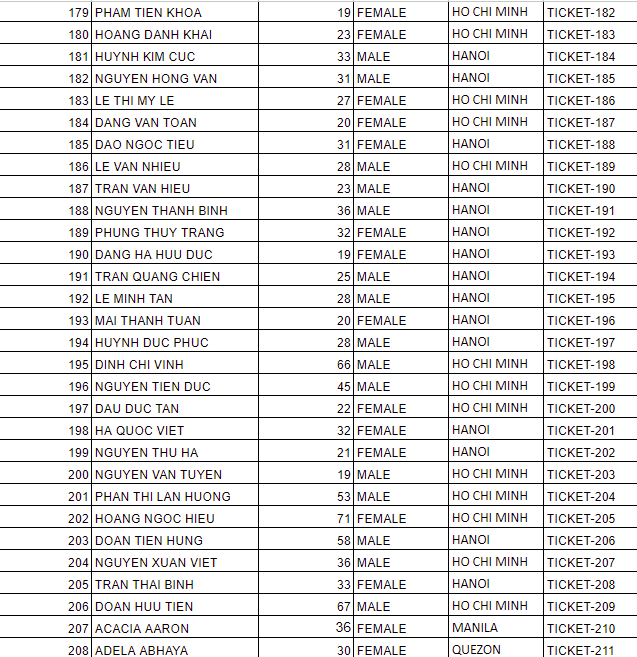 179 PHAM TIEN KHOA 19 FEMALE HO CHI MINH TICKET-182
180 HOANG DANH KHAI 23 FEMALE HO CHI MINH TICKET-183
181 HUYNH KIM CUC 33 MALE HANOI TICKET-184
182 NGUYEN HONG VAN 31 MALE HANOI TICKET-185
183 LE THI MY LE 27 FEMALE HO CHI MINH TICKET-186
184 DANG VAN TOAN 20 FEMALE HO CHI MINH TICKET-187
185 DAO NGOC TIEU 31 FEMALE HANOI TICKET-188
186 LE VAN NHIEU 28 MALE HO CHI MINH TICKET-189
187 TRAN VAN HIEU 23 MALE HANOI TICKET-190
188 NGUYEN THANH BINH 36 MALE HANOI TICKET-191
189 PHUNG THUY TRANG 32 FEMALE HANOI TICKET-192
190 DANG HA HUU DUC 19 FEMALE HANOI TICKET-193
191 TRAN QUANG CHIEN 25 MALE HANOI TICKET-194
192 LE MINH TAN 28 MALE HANOI TICKET-195
193 MAI THANH TUAN 20 FEMALE HANOI TICKET-196
194 HUYNH DUC PHUC 28 MALE HANOI TICKET-197
195 DINH CHI VINH 66 MALE HO CHI MINH TICKET-198
196 NGUYEN TIEN DUC 45 MALE HO CHI MINH TICKET-199
197 DAU DUC TAN 22 FEMALE HO CHI MINH TICKET-200
198 HA QUOC VIET 32 FEMALE HANOI TICKET-201
199 NGUYEN THU HA 21 FEMALE HANOI TICKET-202
200 NGUYEN VAN TUYEN 19 MALE HO CHI MINH TICKET-203
201 PHAN THI LAN HUONG 53 MALE HO CHI MINH TICKET-204
202 HOANG NGOC HIEU 71 FEMALE HO CHI MINH TICKET-205
203 DOAN TIEN HUNG 58 MALE HANOI TICKET-206
204 NGUYEN XUAN VIET 36 MALE HO CHI MINH TICKET-207
205 TRAN THAI BINH 33 FEMALE HANOI TICKET-208
206 DOAN HUU TIEN 67 MALE HO CHI MINH TICKET-209
207 ACACIA AARON 36 FEMALE MANILA TICKET-210
208 ADELA ABHAYA 30 FEMALE QUEZON TICKET-211